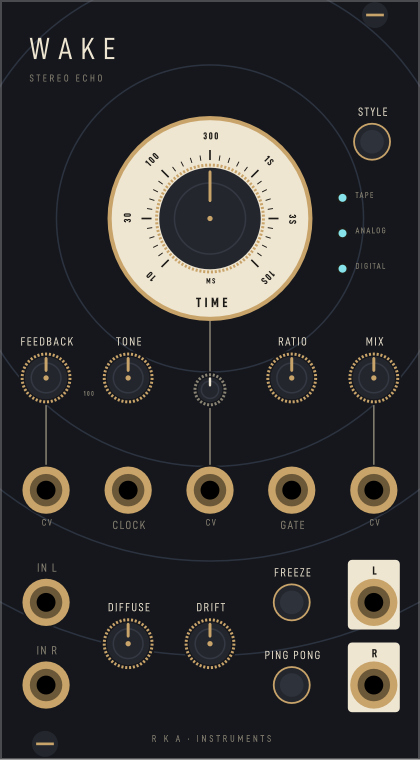 WAKE
STEREO ECHO
STYLE
300
100
1S
30
3S
10
10S
MS
TIME
TAPE
ANALOG
DIGITAL
FEEDBACK
TONE
RATIO
MIX
100
CV
CLOCK
CV
GATE
CV
IN L
FREEZE
L
DIFFUSE
DRIFT
IN R
PING PONG
R
R K A · INSTRUMENTS